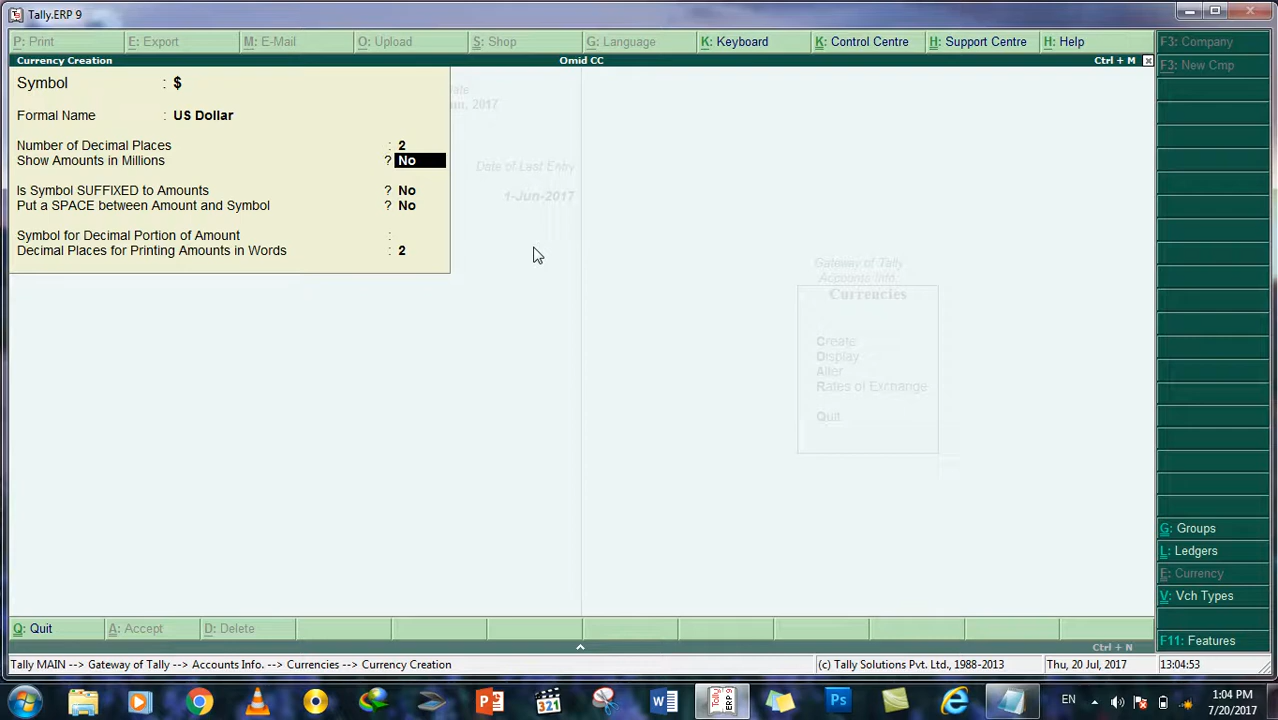 Tally.ERP 9
P: Print E: Export M: E-Mail O: Upload S: Shop G: Language K: Keyboard K: Control Centre H: Support Centre H: Help F3: Company
Currency Creation Omid CC Ctrl + M
F3: New Cmp
Symbol : $
Formal Name : US Dollar
Number of Decimal Places : 2
Show Amounts in Millions ? No
Is Symbol SUFFIXED to Amounts ? No
Put a SPACE between Amount and Symbol ? No
Symbol for Decimal Portion of Amount :
Decimal Places for Printing Amounts in Words : 2
2017
Date of Last Entry
1-Jun-2017
Gateway of Tally
Accounts Info.
Currencies
Create
Display
Alter
Rates of Exchange
Quit
G: Groups
L: Ledgers
E: Currency
V: Vch Types
F11: Features
Q: Quit A: Accept D: Delete
Ctrl + N
Tally MAIN --> Gateway of Tally --> Accounts Info. --> Currencies --> Currency Creation (c) Tally Solutions Pvt. Ltd., 1988-2013 Thu, 20 Jul, 2017 13:04:53
321
Tally
ERP 9
Ps
EN
1:04 PM
7/20/2017